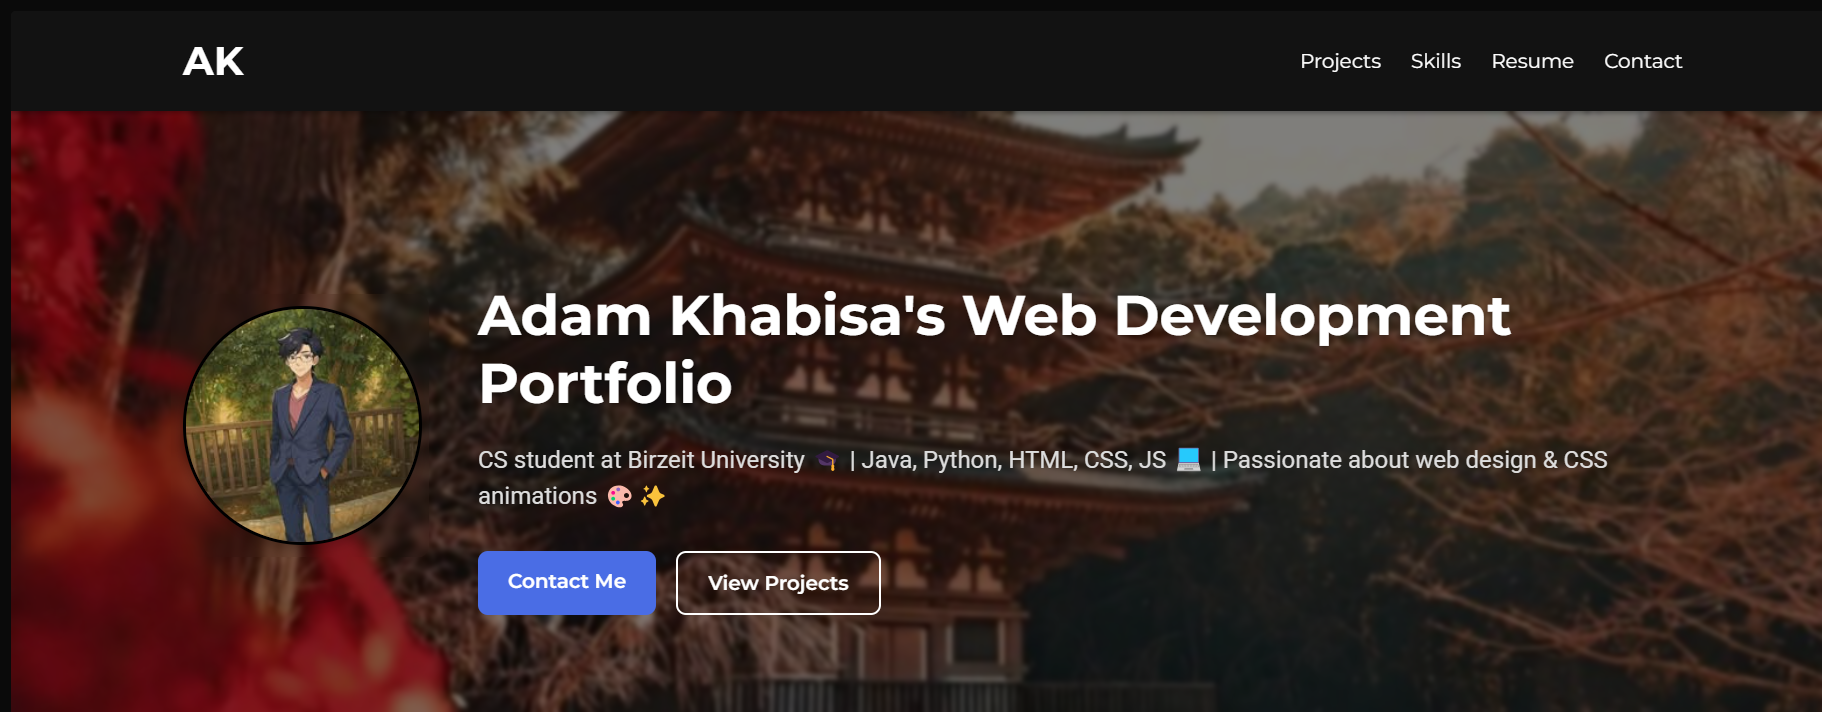 AK
Projects Skills Resume Contact
Adam Khabisa's Web Development
Portfolio
CS student at Birzeit University 🎓 | Java, Python, HTML, CSS, JS 💻 | Passionate about web design & CSS
animations 🎨 ✨
Contact Me
View Projects